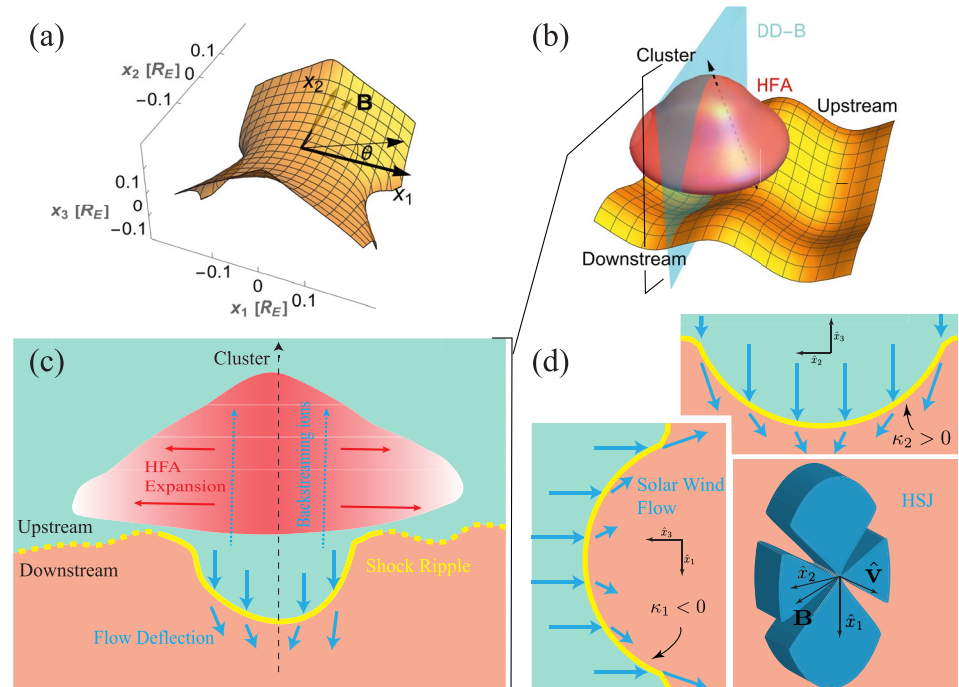 (a)
x₂ [R_E]
0.1
0
−0.1
x₃ [R_E]
0.1
0
−0.1
−0.1
0
0.1
x₁ [R_E]
x₂
B
θ
x₁
(b)
DD−B
Cluster
HFA
Upstream
Downstream
(c)
Cluster
HFA
Expansion
Backstreaming ions
Upstream
Downstream
Shock Ripple
Flow Deflection
(d)
x̂₃
x̂₂
κ₂ > 0
Solar Wind
Flow
x̂₃
x̂₁
κ₁ < 0
HSJ
x̂₂
V̂
B
x̂₁